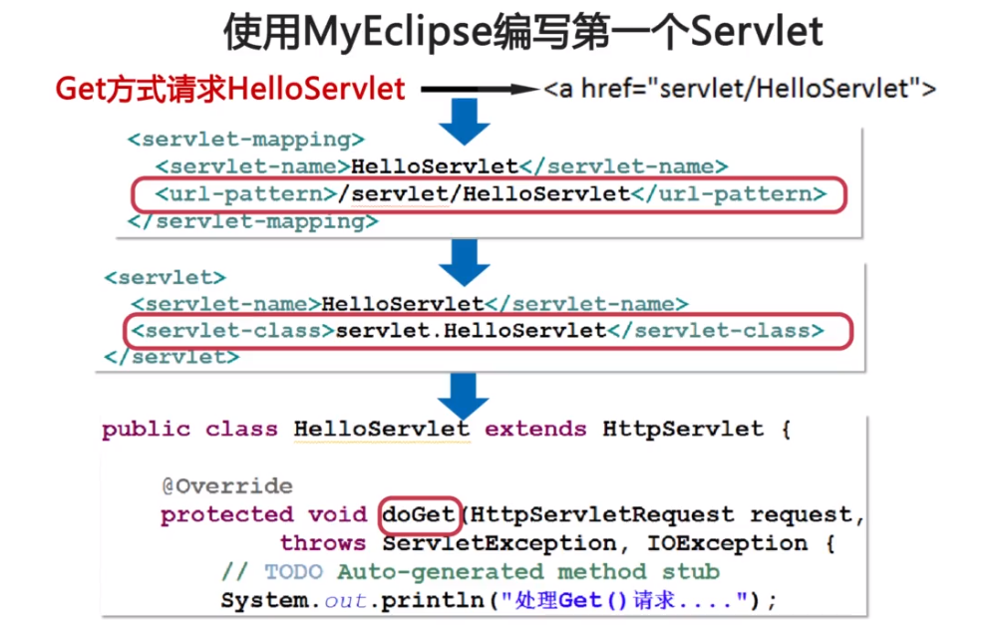 使用MyEclipse编写第一个Servlet
Get方式请求HelloServlet <a href="servlet/HelloServlet">
<servlet-mapping>
<servlet-name>HelloServlet</servlet-name>
<url-pattern>/servlet/HelloServlet</url-pattern>
</servlet-mapping>
<servlet>
<servlet-name>HelloServlet</servlet-name>
<servlet-class>servlet.HelloServlet</servlet-class>
</servlet>
public class HelloServlet extends HttpServlet {
@Override
protected void doGet(HttpServletRequest request,
throws ServletException, IOException {
// TODO Auto-generated method stub
System.out.println("处理Get()请求....");